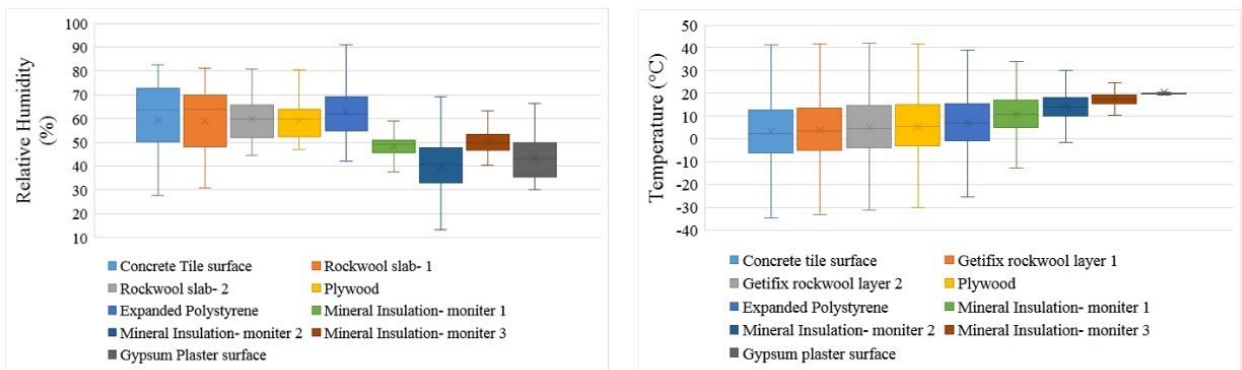 Relative Humidity
(%)
100
90
80
70
60
50
40
30
20
10
Concrete Tile surface
Rockwool slab- 1
Rockwool slab- 2
Plywood
Expanded Polystyrene
Mineral Insulation- moniter 1
Mineral Insulation- moniter 2
Mineral Insulation- moniter 3
Gypsum Plaster surface
Temperature (°C)
50
40
30
20
10
0
-10
-20
-30
-40
Concrete tile surface
Getifix rockwool layer 1
Getifix rockwool layer 2
Plywood
Expanded Polystyrene
Mineral Insulation- moniter 1
Mineral Insulation- moniter 2
Mineral Insulation- moniter 3
Gypsum plaster surface